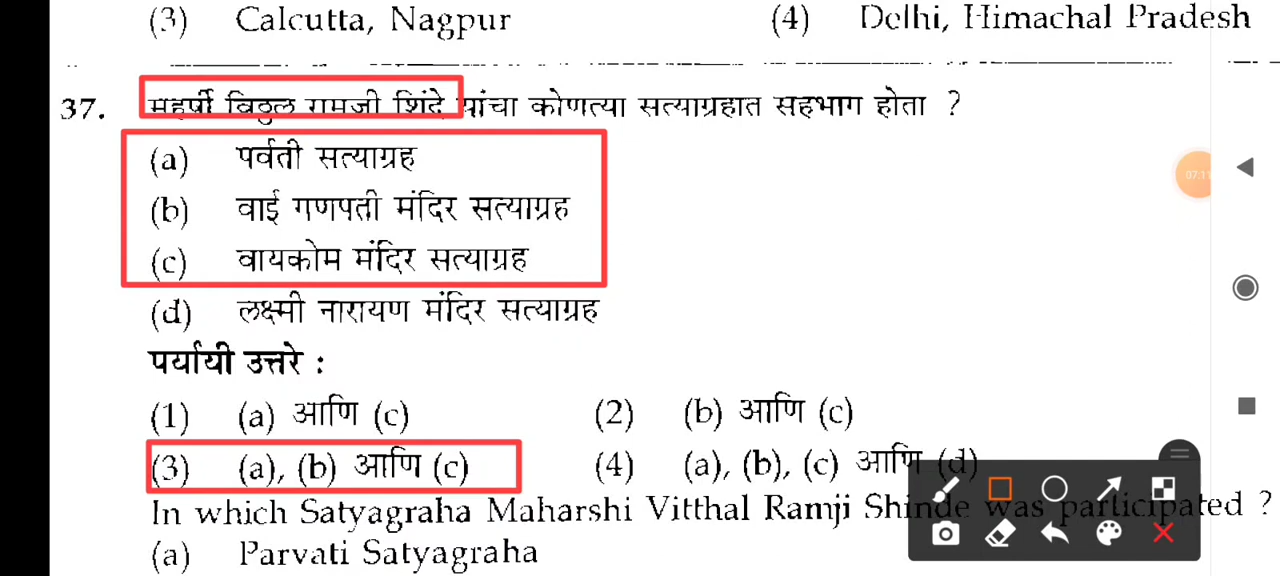 (3) Calcutta, Nagpur (4) Delhi, Himachal Pradesh
37. महर्षी विठ्ठल रामजी शिंदे यांचा कोणत्या सत्याग्रहात सहभाग होता ?
(a) पर्वती सत्याग्रह
(b) वाई गणपती मंदिर सत्याग्रह
(c) वायकोम मंदिर सत्याग्रह
(d) लक्ष्मी नारायण मंदिर सत्याग्रह
पर्यायी उत्तरे :
(1) (a) आणि (c) (2) (b) आणि (c)
(3) (a), (b) आणि (c) (4) (a), (b), (c) आणि (d)
In which Satyagraha Maharshi Vitthal Ramji Shinde was participated ?
(a) Parvati Satyagraha